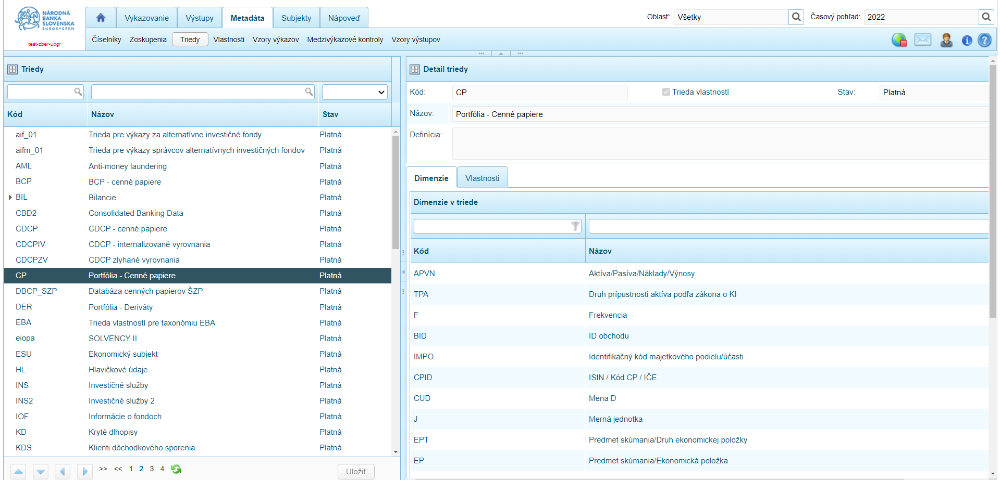 NÁRODNÁ
BANKA
SLOVENSKA
EUROSYSTÉM
test-zber-upgr
Vykazovanie
Výstupy
Metadáta
Subjekty
Nápoveď
Oblasť:
Všetky
Časový pohľad:
2022
Číselníky
Zoskupenia
Triedy
Vlastnosti
Vzory výkazov
Medzivýkazové kontroly
Vzory výstupov
Triedy
Kód
Názov
Stav
aif_01 Trieda pre výkazy za alternatívne investičné fondy Platná
aifm_01 Trieda pre výkazy správcov alternatívnych investičných fondov Platná
AML Anti-money laundering Platná
BCP BCP - cenné papiere Platná
BIL Bilancie Platná
CBD2 Consolidated Banking Data Platná
CDCP CDCP - cenné papiere Platná
CDCPIV CDCP - internalizované vyrovnania Platná
CDCPZV CDCP zlyhané vyrovnania Platná
CP Portfólia - Cenné papiere Platná
DBCP_SZP Databáza cenných papierov ŠZP Platná
DER Portfólia - Deriváty Platná
EBA Trieda vlastností pre taxonómiu EBA Platná
eiopa SOLVENCY II Platná
ESU Ekonomický subjekt Platná
HL Hlavičkové údaje Platná
INS Investičné služby Platná
INS2 Investičné služby 2 Platná
IOF Informácie o fondoch Platná
KD Kryté dlhopisy Platná
KDS Klienti dôchodkového sporenia Platná
>> << 1 2 3 4
Uložiť
Detail triedy
Kód: CP Trieda vlastností Stav: Platná
Názov: Portfólia - Cenné papiere
Definícia:
Dimenzie
Vlastnosti
Dimenzie v triede
Kód Názov
APVN Aktíva/Pasíva/Náklady/Výnosy
TPA Druh prípustnosti aktíva podľa zákona o KI
F Frekvencia
BID ID obchodu
IMPO Identifikačný kód majetkového podielu/účasti
CPID ISIN / Kód CP / IČE
CUD Mena D
J Merná jednotka
EPT Predmet skúmania/Druh ekonomickej položky
EP Predmet skúmania/Ekonomická položka